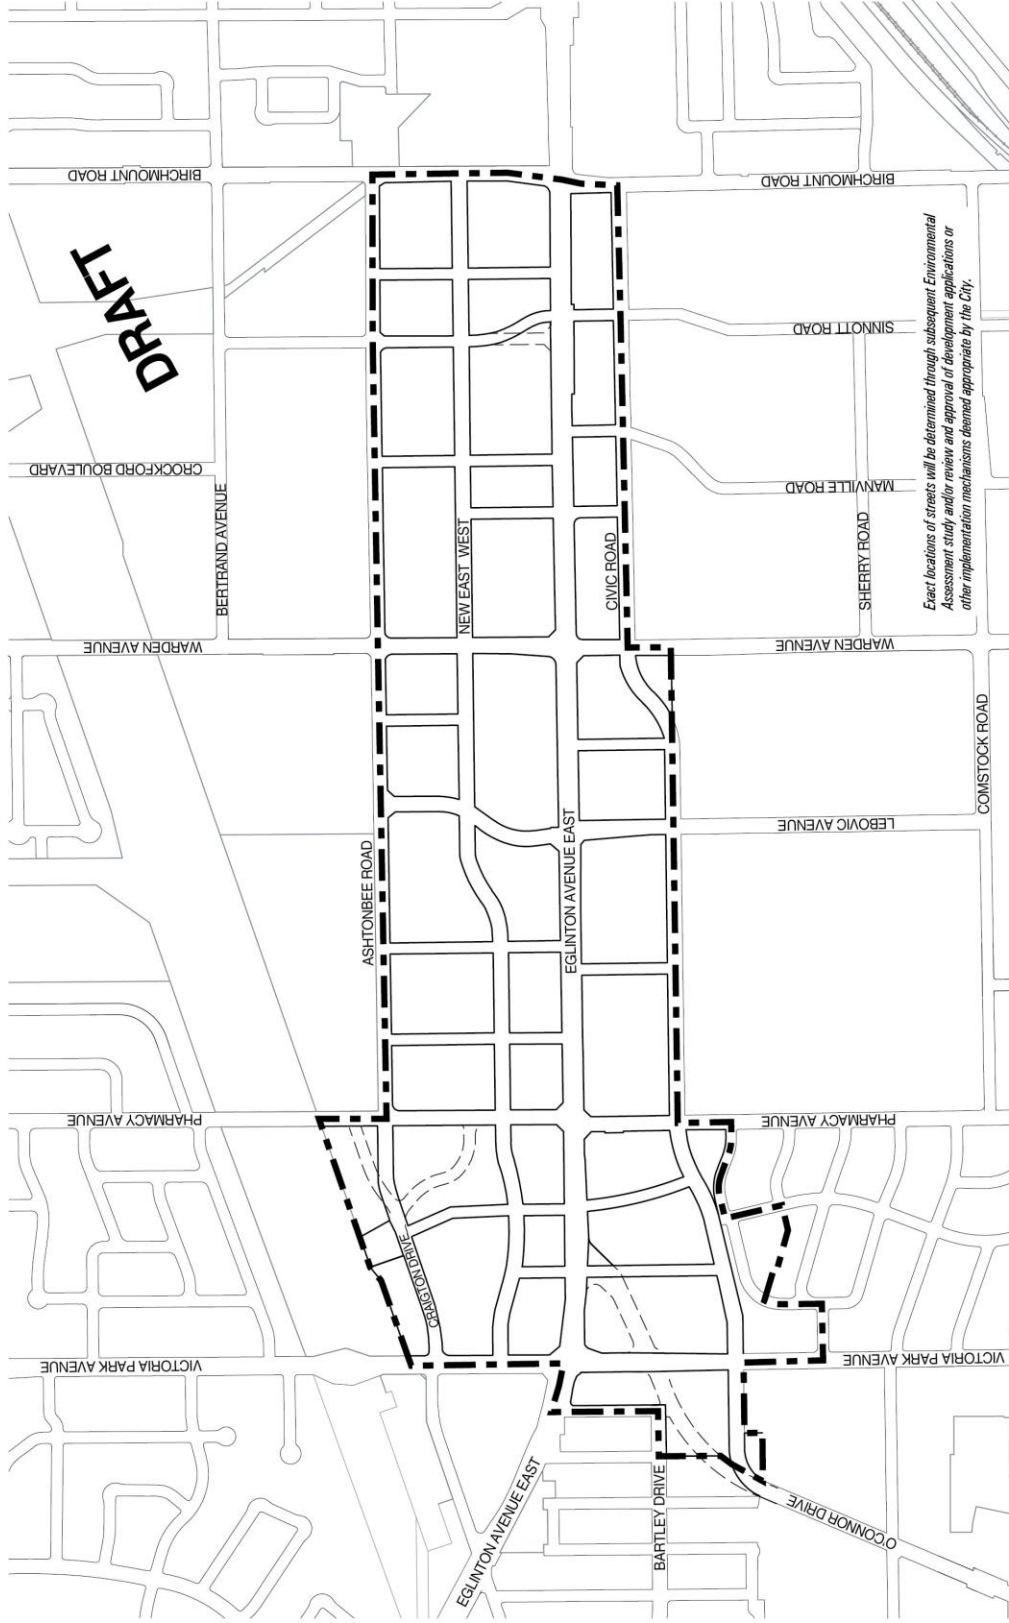 DRAFT
BIRCHMOUNT ROAD
BIRCHMOUNT ROAD
CROCKFORD BOULEVARD
BERTRAND AVENUE
SINNOTT ROAD
MANVILLE ROAD
SHERRY ROAD
Exact locations of streets will be determined through subsequent Environmental
Assessment study and/or review and approval of development applications or
other implementation mechanisms deemed appropriate by the City.
NEW EAST WEST
CIVIC ROAD
WARDEN AVENUE
WARDEN AVENUE
COMSTOCK ROAD
LEBOVIC AVENUE
ASHTONBEE ROAD
EGLINTON AVENUE EAST
PHARMACY AVENUE
PHARMACY AVENUE
CRAIGTON DRIVE
VICTORIA PARK AVENUE
VICTORIA PARK AVENUE
EGLINTON AVENUE EAST
BARTLEY DRIVE
O'CONNOR DRIVE